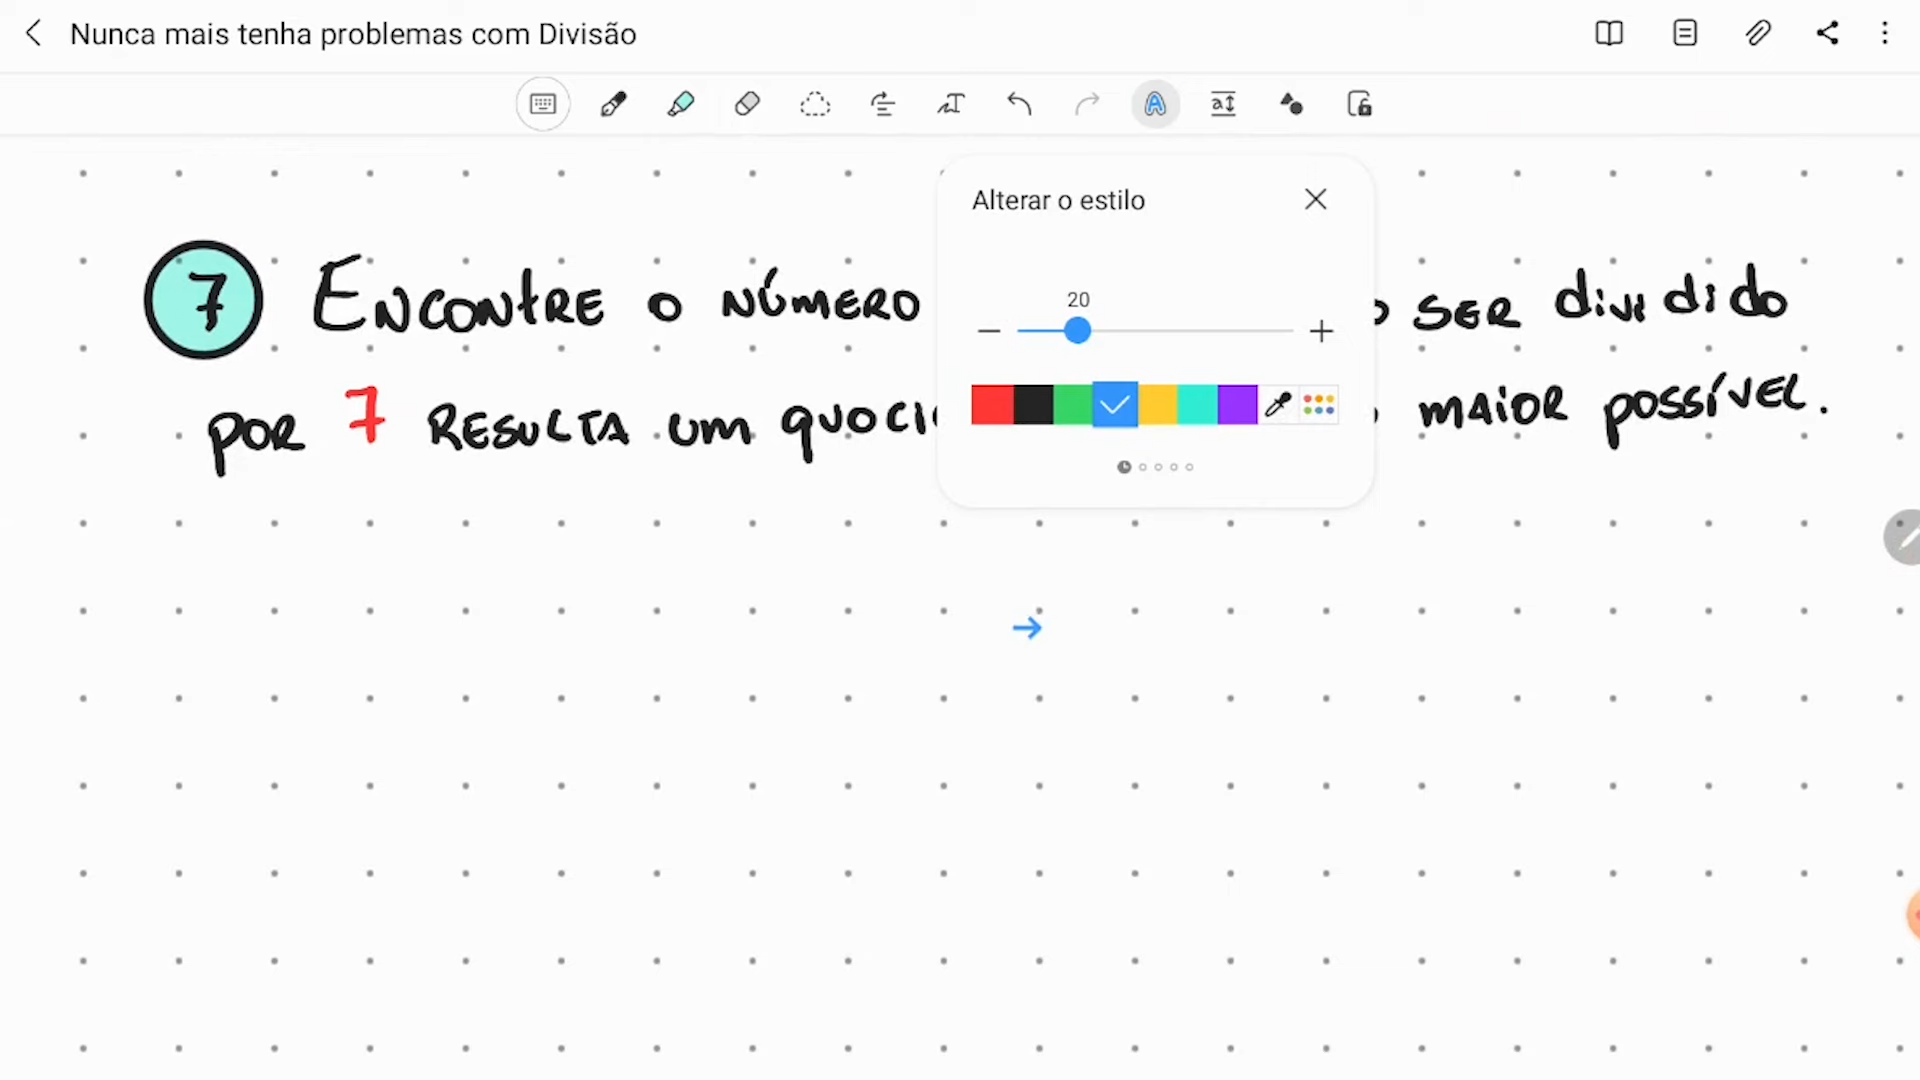 Nunca mais tenha problemas com Divisão
Alterar o estilo
20
7 ENCONTRE O NÚMERO SER dividido
por 7 RESULTA UM MAIOR POSSÍVEL.